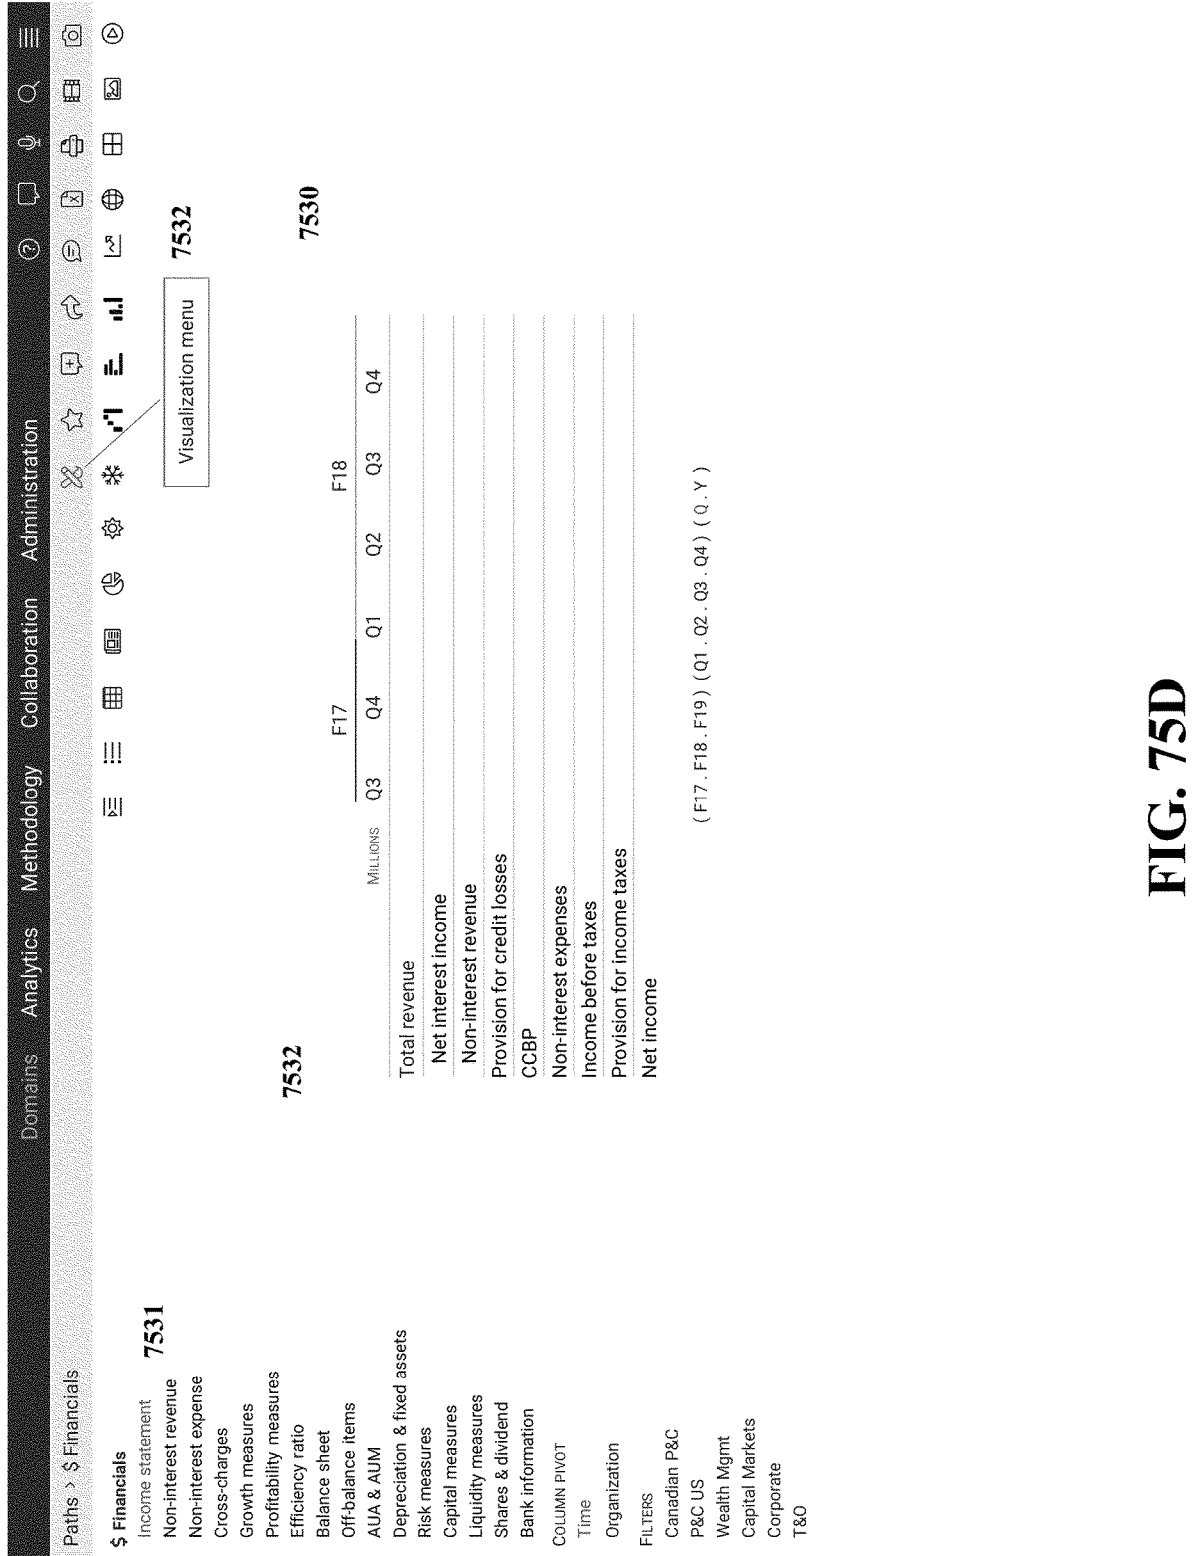 Domains Analytics Methodology Collaboration Administration
Paths > $ Financials
$ Financials
Income statement
7531
Non-interest revenue
Non-interest expense
Cross-charges
Growth measures
Profitability measures
Efficiency ratio
Balance sheet
Off-balance items
AUA & AUM
Depreciation & fixed assets
Risk measures
Capital measures
Liquidity measures
Shares & dividend
Bank information
COLUMN PIVOT
Time
Organization
FILTERS
Canadian P&C
P&C US
Wealth Mgmt
Capital Markets
Corporate
T&O
Visualization menu
7532
7532
7530
F17 F18
MILLIONS Q3 Q4 Q1 Q2 Q3 Q4
Total revenue
Net interest income
Non-interest revenue
Provision for credit losses
CCBP
Non-interest expenses
Income before taxes
Provision for income taxes
Net income
( F17 . F18 . F19 ) ( Q1 . Q2 . Q3 . Q4 ) ( Q . Y )
FIG. 75D